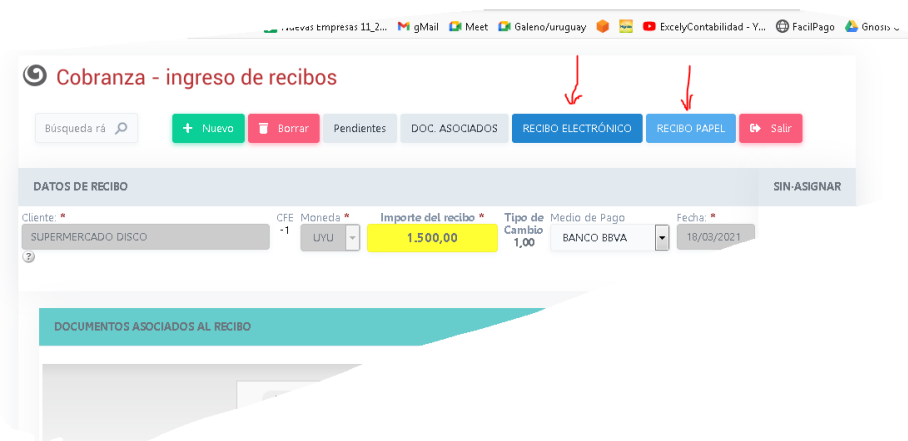 Nuevas Empresas 11_2... gMail Meet Galeno/uruguay ExcelyContabilidad - Y... FacilPago Gnosis
Cobranza - ingreso de recibos
Búsqueda rá + Nuevo Borrar Pendientes DOC. ASOCIADOS RECIBO ELECTRÓNICO RECIBO PAPEL Salir
DATOS DE RECIBO SIN-ASIGNAR
Cliente: * CFE Moneda * Importe del recibo * Tipo de Cambio Medio de Pago Fecha: *
SUPERMERCADO DISCO -1 UYU 1.500,00 1,00 BANCO BBVA 18/03/2021
?
DOCUMENTOS ASOCIADOS AL RECIBO